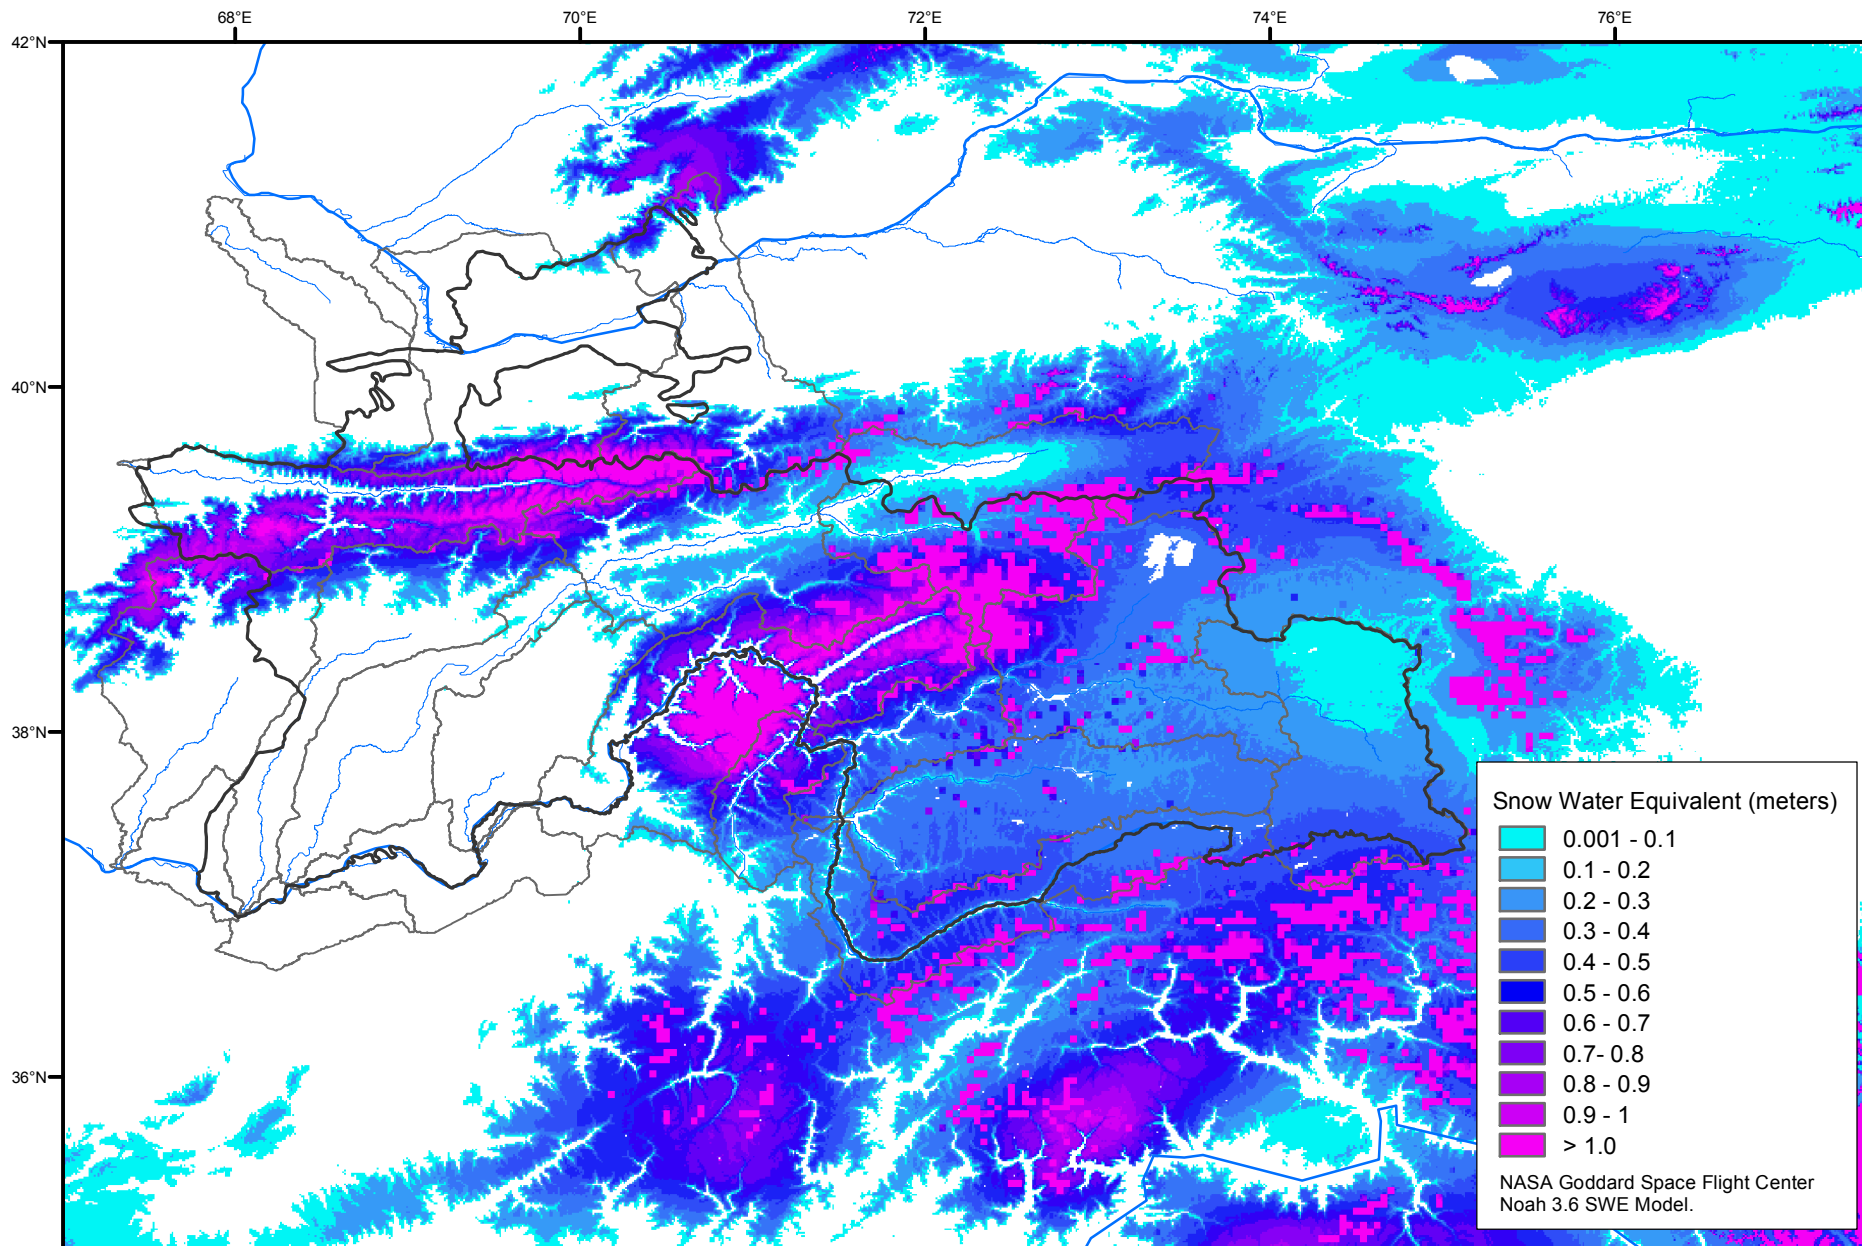 68°E
70°E
72°E
74°E
76°E
42°N
40°N
38°N
36°N
Snow Water Equivalent (meters)
0.001 - 0.1
0.1 - 0.2
0.2 - 0.3
0.3 - 0.4
0.4 - 0.5
0.5 - 0.6
0.6 - 0.7
0.7- 0.8
0.8 - 0.9
0.9 - 1
> 1.0
NASA Goddard Space Flight Center
Noah 3.6 SWE Model.